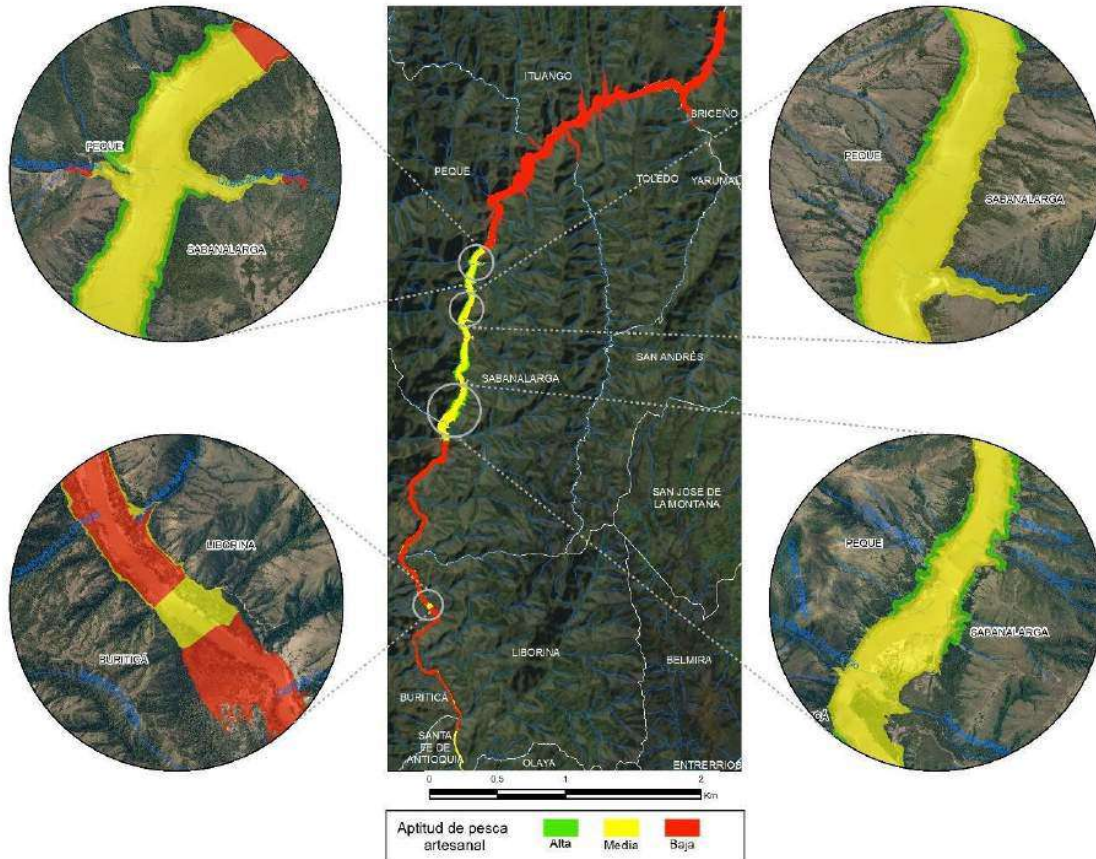 PEQUE
SABANALARGA
ITUANGO
BRICEÑO
PEQUE
TOLEDO
YARUMAL
SAN ANDRÉS
SABANALARGA
SAN JOSÉ DE
LA MONTAÑA
LIBORINA
BELMIRA
BURITICÁ
SANTA
FE DE
ANTIOQUIA
OLAYA
ENTRERRIOS
PEQUE
SABANALARGA
LIBORINA
BURITICÁ
PEQUE
SABANALARGA
CÁ
0 0,5 1 2
Km
Aptitud de pesca
artesanal
Alta Media Baja